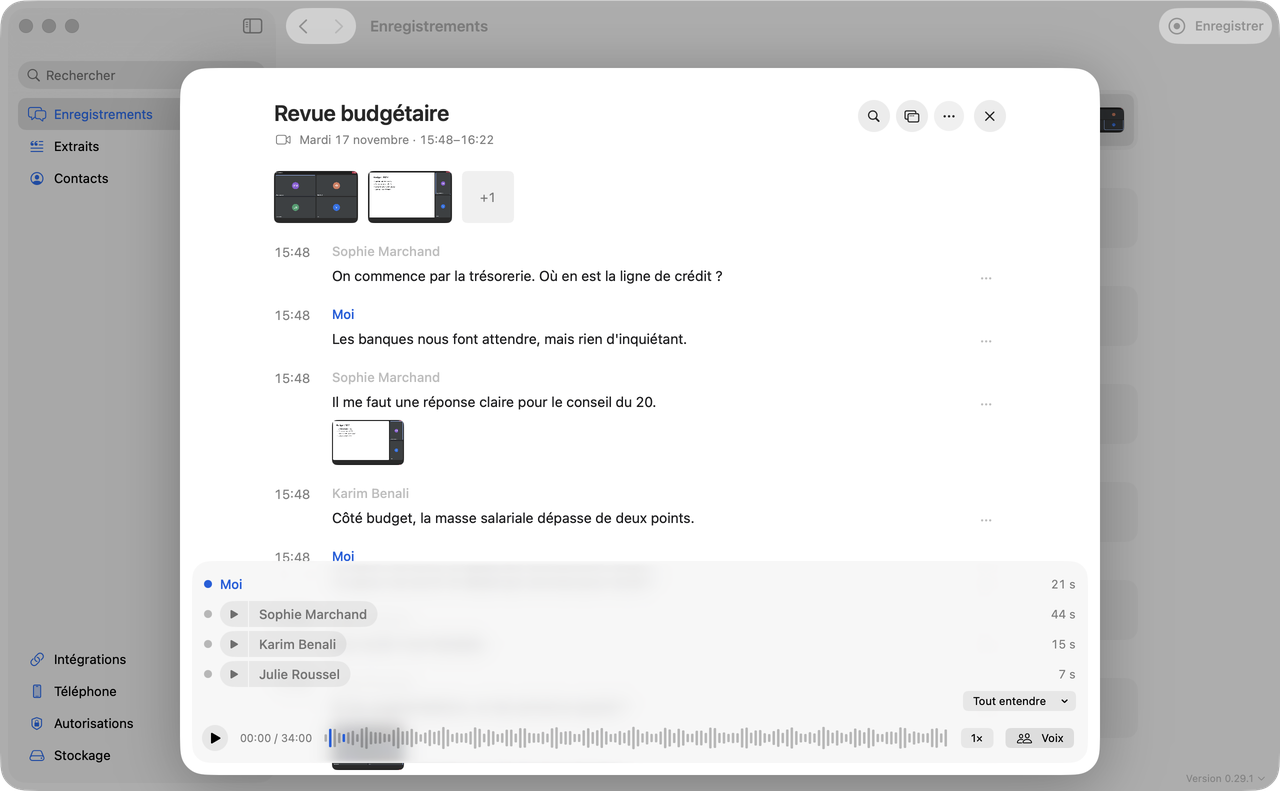 Enregistrements
Enregistrer
Rechercher
Enregistrements
Extraits
Contacts
Intégrations
Téléphone
Autorisations
Stockage
Revue budgétaire
Mardi 17 novembre · 15:48–16:22
+1
15:48 Sophie Marchand
On commence par la trésorerie. Où en est la ligne de crédit ?
15:48 Moi
Les banques nous font attendre, mais rien d'inquiétant.
15:48 Sophie Marchand
Il me faut une réponse claire pour le conseil du 20.
15:48 Karim Benali
Côté budget, la masse salariale dépasse de deux points.
15:48 Moi
Moi 21 s
Sophie Marchand 44 s
Karim Benali 15 s
Julie Roussel 7 s
Tout entendre
00:00 / 34:00
1×
Voix
Version 0.29.1